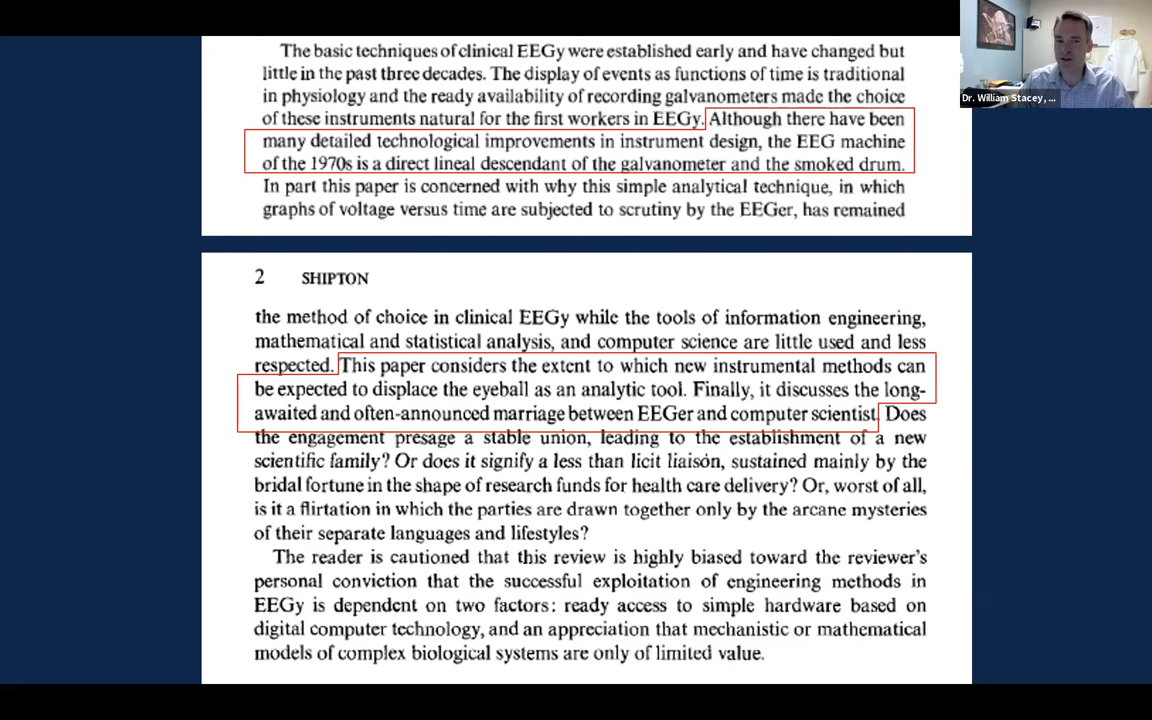 The basic techniques of clinical EEGy were established early and have changed but
little in the past three decades. The display of events as functions of time is traditional
in physiology and the ready availability of recording galvanometers made the choice
of these instruments natural for the first workers in EEGy. Although there have been
many detailed technological improvements in instrument design, the EEG machine
of the 1970s is a direct lineal descendant of the galvanometer and the smoked drum.
In part this paper is concerned with why this simple analytical technique, in which
graphs of voltage versus time are subjected to scrutiny by the EEGer, has remained
2 SHIPTON
the method of choice in clinical EEGy while the tools of information engineering,
mathematical and statistical analysis, and computer science are little used and less
respected. This paper considers the extent to which new instrumental methods can
be expected to displace the eyeball as an analytic tool. Finally, it discusses the long-
awaited and often-announced marriage between EEGer and computer scientist. Does
the engagement presage a stable union, leading to the establishment of a new
scientific family? Or does it signify a less than licit liaison, sustained mainly by the
bridal fortune in the shape of research funds for health care delivery? Or, worst of all,
is it a flirtation in which the parties are drawn together only by the arcane mysteries
of their separate languages and lifestyles?
The reader is cautioned that this review is highly biased toward the reviewer's
personal conviction that the successful exploitation of engineering methods in
EEGy is dependent on two factors: ready access to simple hardware based on
digital computer technology, and an appreciation that mechanistic or mathematical
models of complex biological systems are only of limited value.
Dr. William Stacey, ...